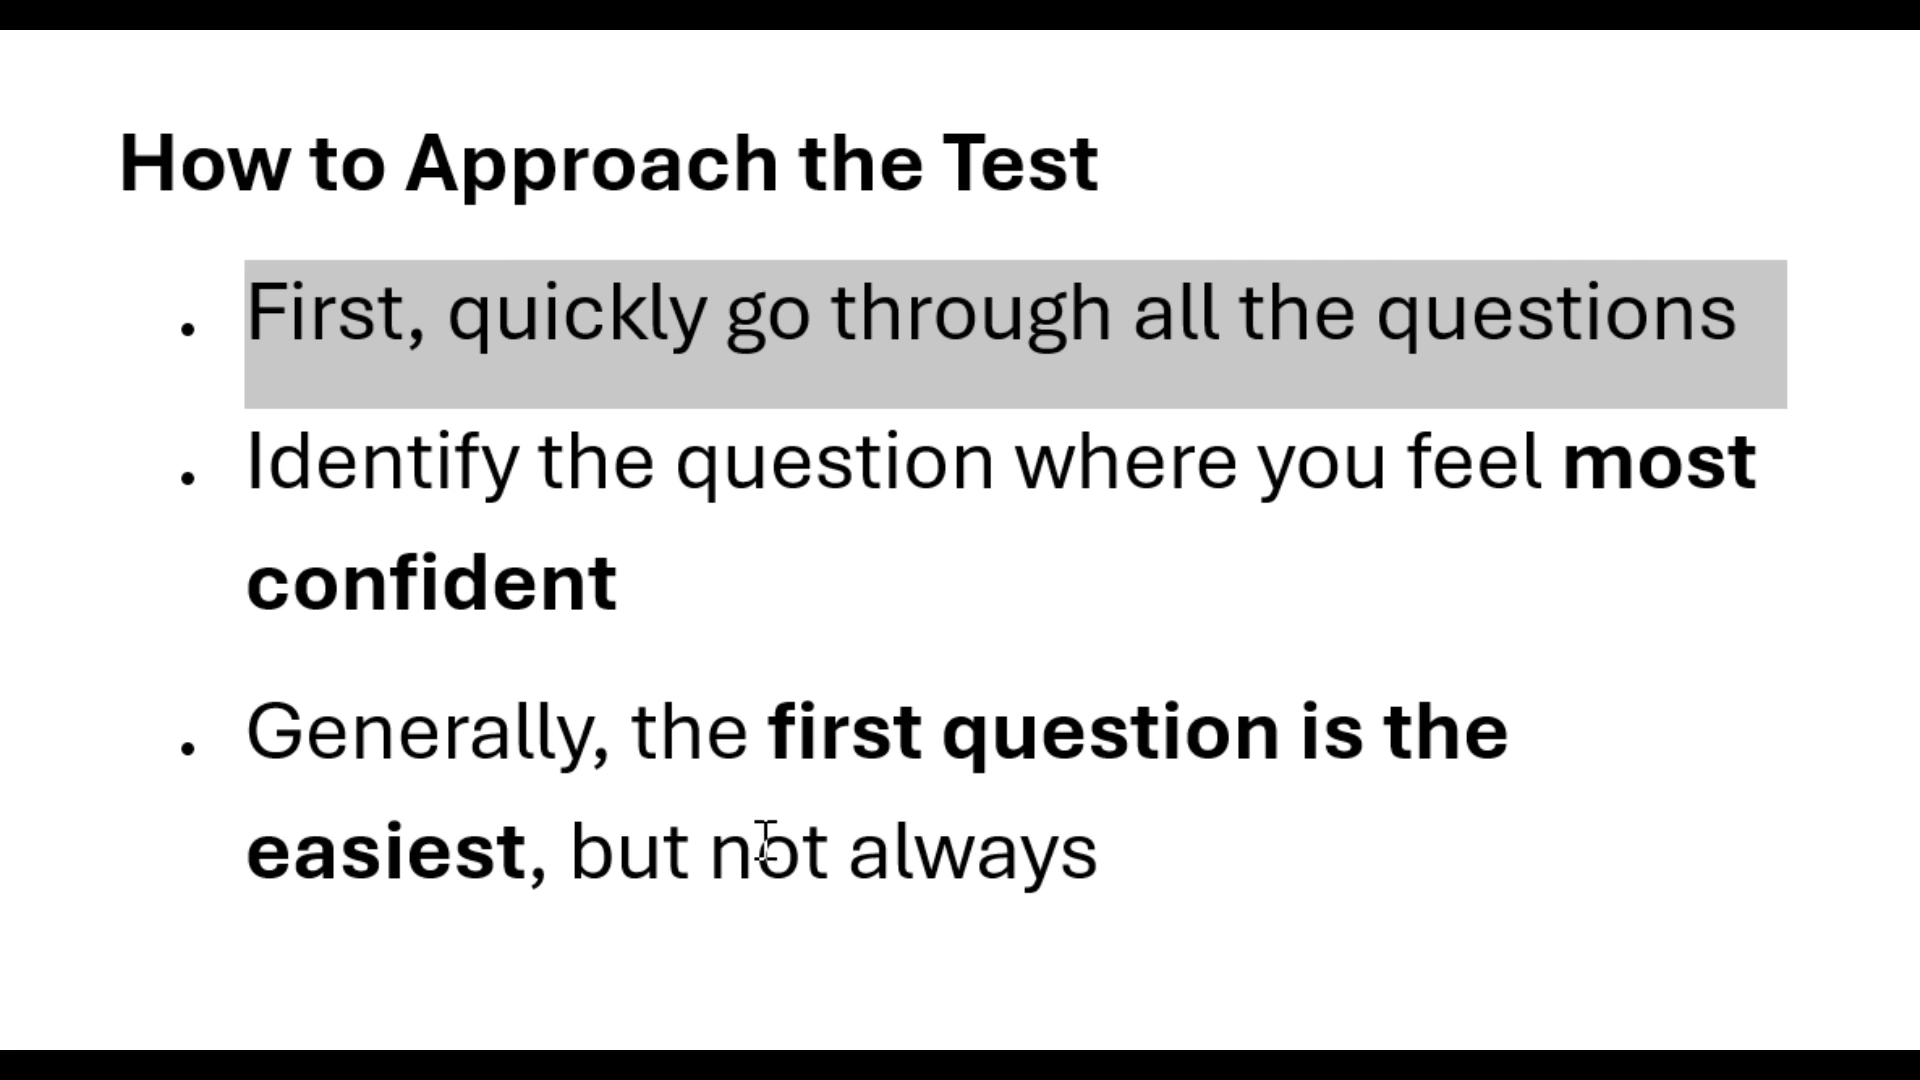 How to Approach the Test
• First, quickly go through all the questions
• Identify the question where you feel most
confident
• Generally, the first question is the
easiest, but not always